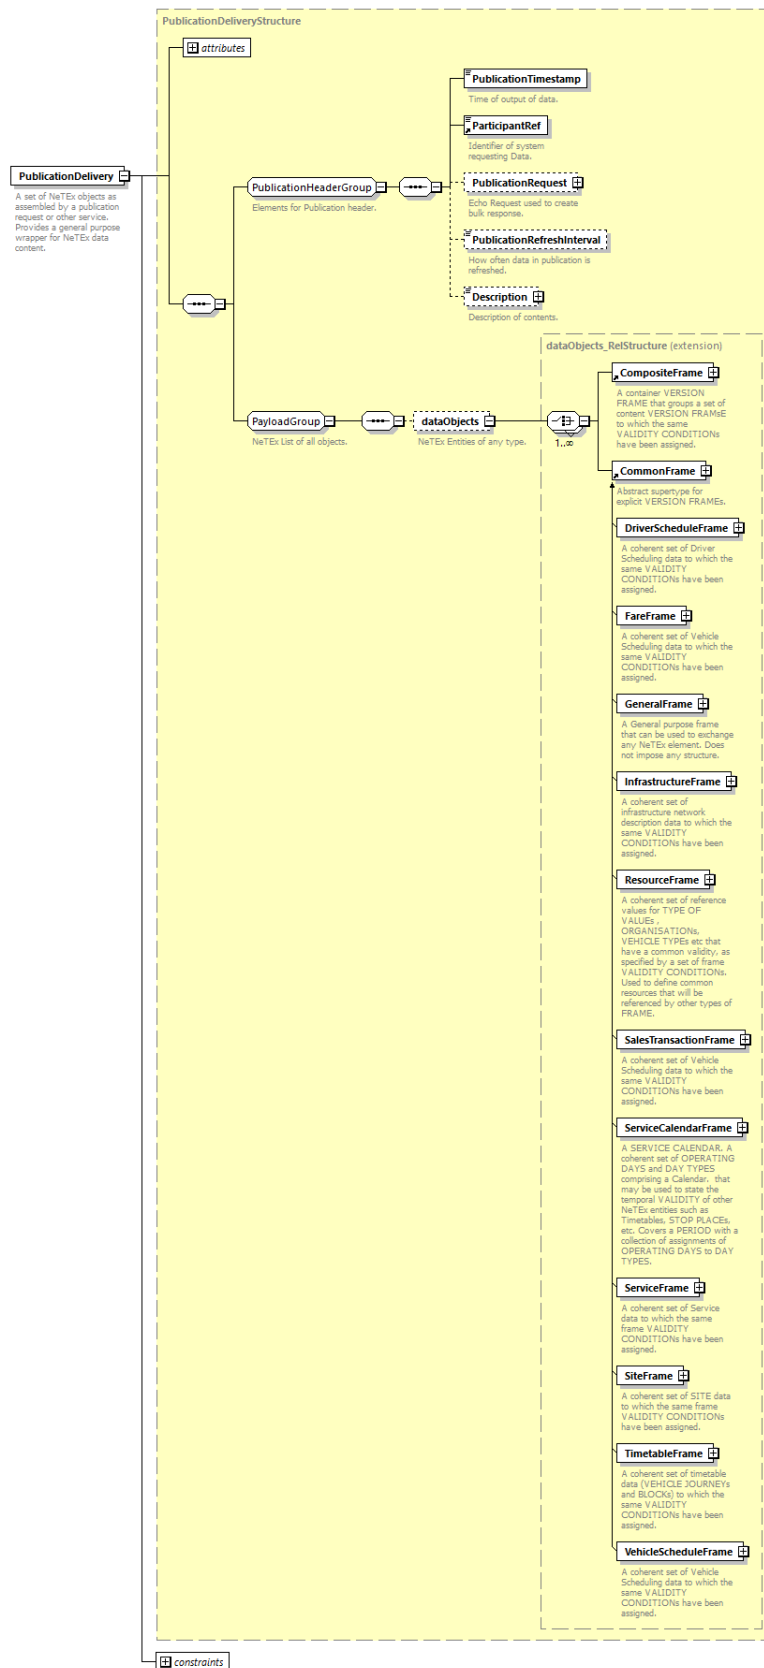 PublicationDeliveryStructure
attributes
PublicationTimestamp
Time of output of data.
ParticipantRef
Identifier of system
requesting Data.
PublicationDelivery
A set of NeTEx objects as
assembled by a publication
request or other service.
Provides a general purpose
wrapper for NeTEx data
content.
PublicationHeaderGroup
Elements for Publication header.
PublicationRequest
Echo Request used to create
bulk response.
PublicationRefreshInterval
How often data in publication is
refreshed.
Description
Description of contents.
dataObjects_RelStructure (extension)
CompositeFrame
A container VERSION
FRAME that groups a set of
content VERSION FRAMsE
to which the same
VALIDITY CONDITIONs
have been assigned.
PayloadGroup
NeTEx List of all objects.
dataObjects
NeTEx Entities of any type.
1..∞
CommonFrame
Abstract supertype for
explicit VERSION FRAMEs.
DriverScheduleFrame
A coherent set of Driver
Scheduling data to which the
same VALIDITY
CONDITIONs have been
assigned.
FareFrame
A coherent set of Vehicle
Scheduling data to which the
same VALIDITY
CONDITIONs have been
assigned.
GeneralFrame
A General purpose frame
that can be used to exchange
any NeTEx element. Does
not impose any structure.
InfrastructureFrame
A coherent set of
infrastructure network
description data to which the
same VALIDITY
CONDITIONs have been
assigned.
ResourceFrame
A coherent set of reference
values for TYPE OF
VALUEs ,
ORGANISATIONs,
VEHICLE TYPEs etc that
have a common validity, as
specified by a set of frame
VALIDITY CONDITIONs.
Used to define common
resources that will be
referenced by other types of
FRAME.
SalesTransactionFrame
A coherent set of Vehicle
Scheduling data to which the
same VALIDITY
CONDITIONs have been
assigned.
ServiceCalendarFrame
A SERVICE CALENDAR. A
coherent set of OPERATING
DAYS and DAY TYPES
comprising a Calendar. that
may be used to state the
temporal VALIDITY of other
NeTEx entities such as
Timetables, STOP PLACEs,
etc. Covers a PERIOD with a
collection of assignments of
OPERATING DAYS to DAY
TYPES.
ServiceFrame
A coherent set of Service
data to which the same
frame VALIDITY
CONDITIONs have been
assigned.
SiteFrame
A coherent set of SITE data
to which the same frame
VALIDITY CONDITIONs
have been assigned.
TimetableFrame
A coherent set of timetable
data (VEHICLE JOURNEYs
and BLOCKs) to which the
same VALIDITY
CONDITIONs have been
assigned.
VehicleScheduleFrame
A coherent set of Vehicle
Scheduling data to which the
same VALIDITY
CONDITIONs have been
assigned.
constraints